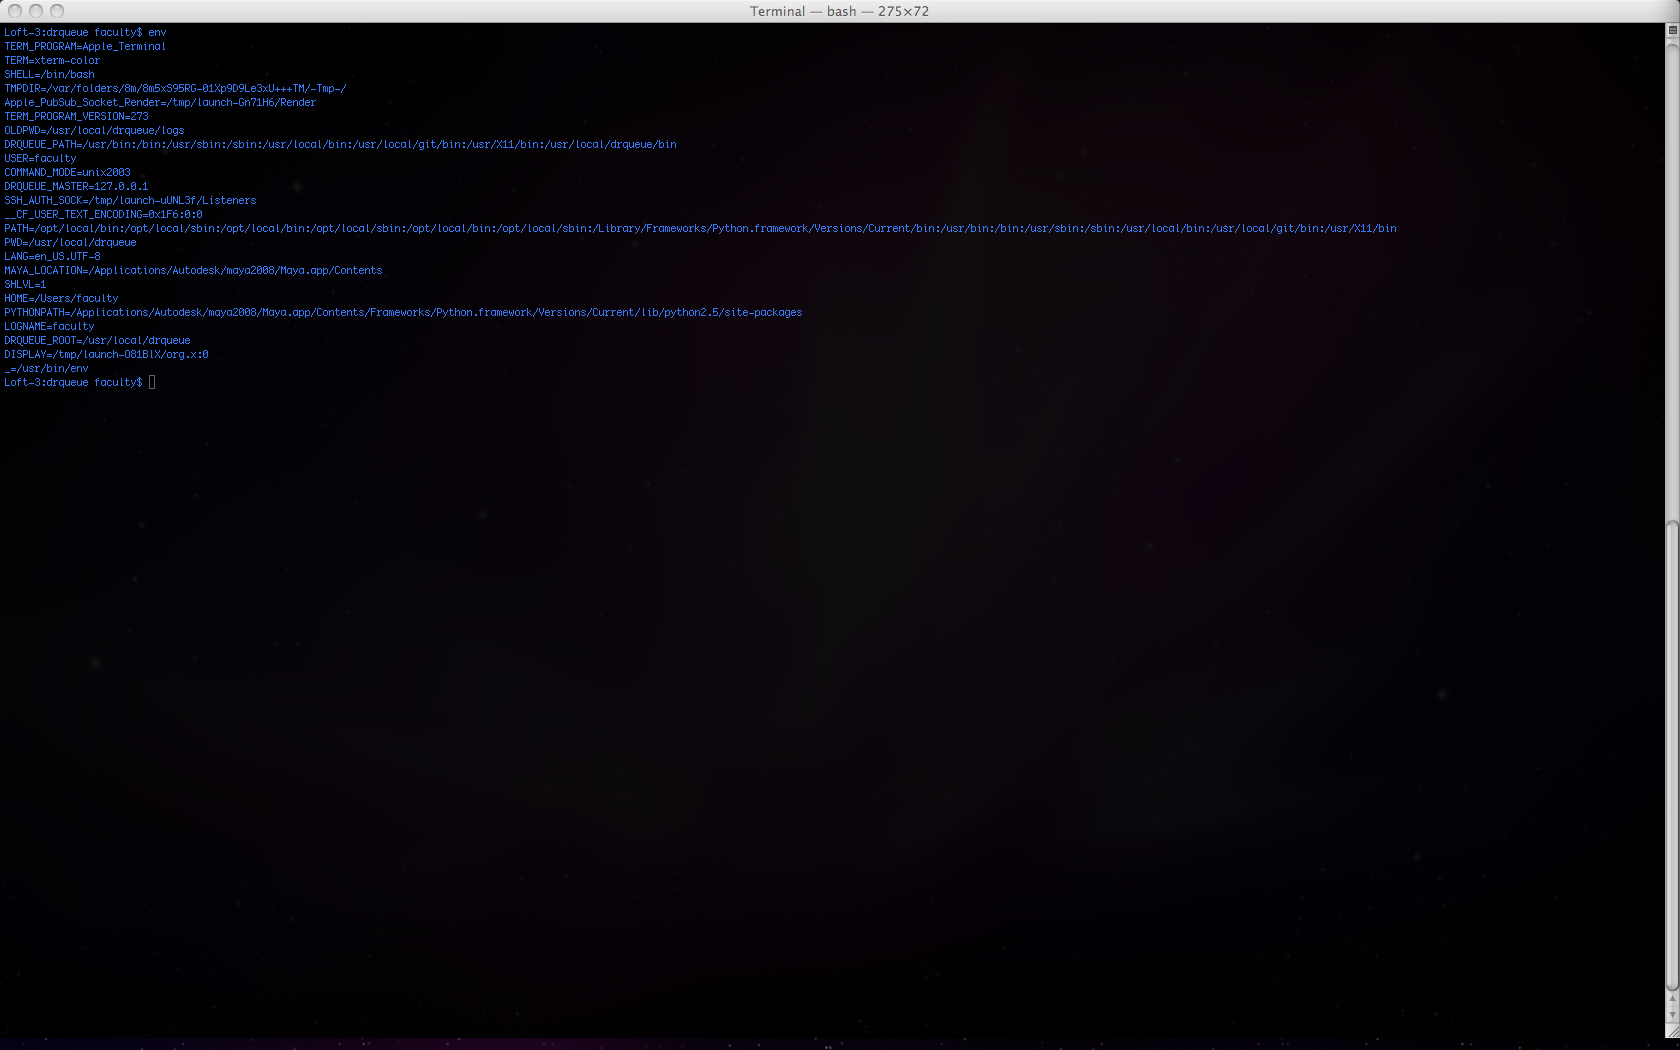 Terminal — bash — 275×72
Loft-3:drqueue faculty$ env
TERM_PROGRAM=Apple_Terminal
TERM=xterm-color
SHELL=/bin/bash
TMPDIR=/var/folders/8m/8m5xS95RG-01Xp9D9Le3xU+++TM/-Tmp-/
Apple_PubSub_Socket_Render=/tmp/launch-Gn71H6/Render
TERM_PROGRAM_VERSION=273
OLDPWD=/usr/local/drqueue/logs
DRQUEUE_PATH=/usr/bin:/bin:/usr/sbin:/sbin:/usr/local/bin:/usr/local/git/bin:/usr/X11/bin:/usr/local/drqueue/bin
USER=faculty
COMMAND_MODE=unix2003
DRQUEUE_MASTER=127.0.0.1
SSH_AUTH_SOCK=/tmp/launch-uUNL3f/Listeners
__CF_USER_TEXT_ENCODING=0x1F6:0:0
PATH=/opt/local/bin:/opt/local/sbin:/opt/local/bin:/opt/local/sbin:/opt/local/bin:/opt/local/sbin:/Library/Frameworks/Python.framework/Versions/Current/bin:/usr/bin:/bin:/usr/sbin:/sbin:/usr/local/bin:/usr/local/git/bin:/usr/X11/bin
PWD=/usr/local/drqueue
LANG=en_US.UTF-8
MAYA_LOCATION=/Applications/Autodesk/maya2008/Maya.app/Contents
SHLVL=1
HOME=/Users/faculty
PYTHONPATH=/Applications/Autodesk/maya2008/Maya.app/Contents/Frameworks/Python.framework/Versions/Current/lib/python2.5/site-packages
LOGNAME=faculty
DRQUEUE_ROOT=/usr/local/drqueue
DISPLAY=/tmp/launch-O81BlX/org.x:0
_=/usr/bin/env
Loft-3:drqueue faculty$